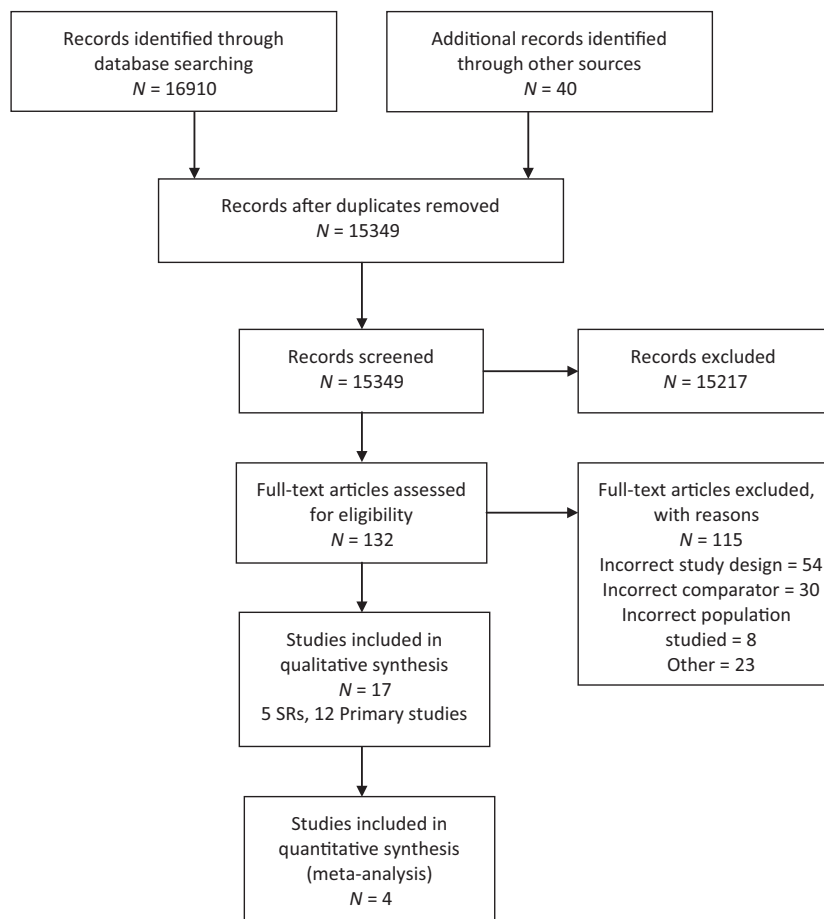 Records identified through
database searching
N = 16910
Additional records identified
through other sources
N = 40
Records after duplicates removed
N = 15349
Records screened
N = 15349
Records excluded
N = 15217
Full-text articles assessed
for eligibility
N = 132
Full-text articles excluded,
with reasons
N = 115
Incorrect study design = 54
Incorrect comparator = 30
Incorrect population
studied = 8
Other = 23
Studies included in
qualitative synthesis
N = 17
5 SRs, 12 Primary studies
Studies included in
quantitative synthesis
(meta-analysis)
N = 4